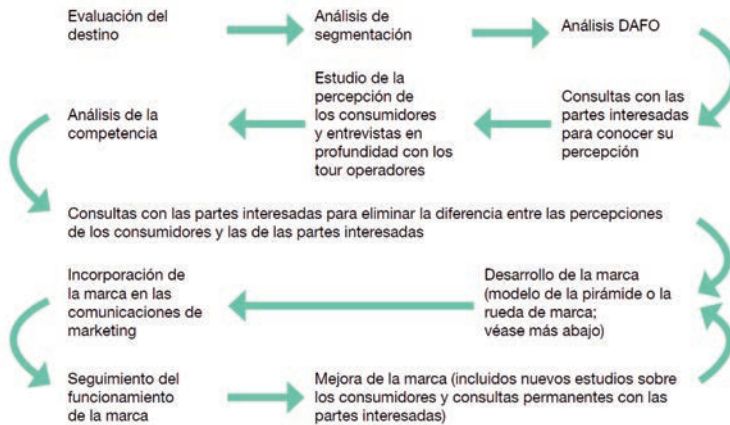 Evaluación del
destino
Análisis de
segmentación
Análisis DAFO
Consultas con las
partes interesadas
para conocer su
percepción
Estudio de la
percepción de
los consumidores
y entrevistas en
profundidad con los
tour operadores
Análisis de la
competencia
Consultas con las partes interesadas para eliminar la diferencia entre las percepciones
de los consumidores y las de las partes interesadas
Desarrollo de la marca
(modelo de la pirámide o la
rueda de marca;
véase más abajo)
Incorporación de
la marca en las
comunicaciones de
marketing
Seguimiento del
funcionamiento
de la marca
Mejora de la marca (incluidos nuevos estudios sobre
los consumidores y consultas permanentes con las
partes interesadas)